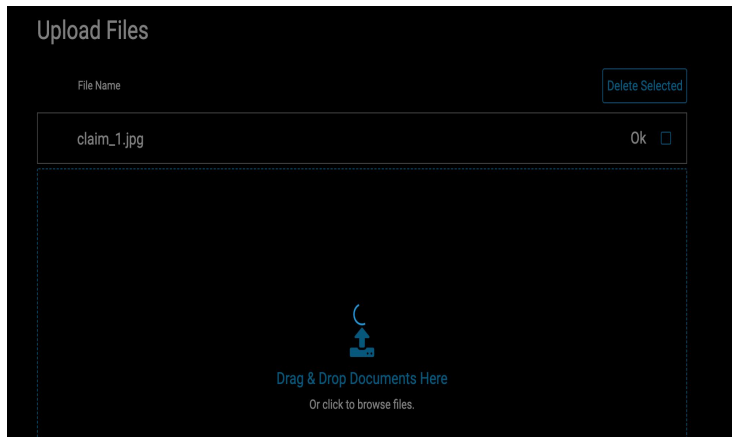 Upload Files
File Name
Delete Selected
claim_1.jpg
Ok
Drag & Drop Documents Here
Or click to browse files.